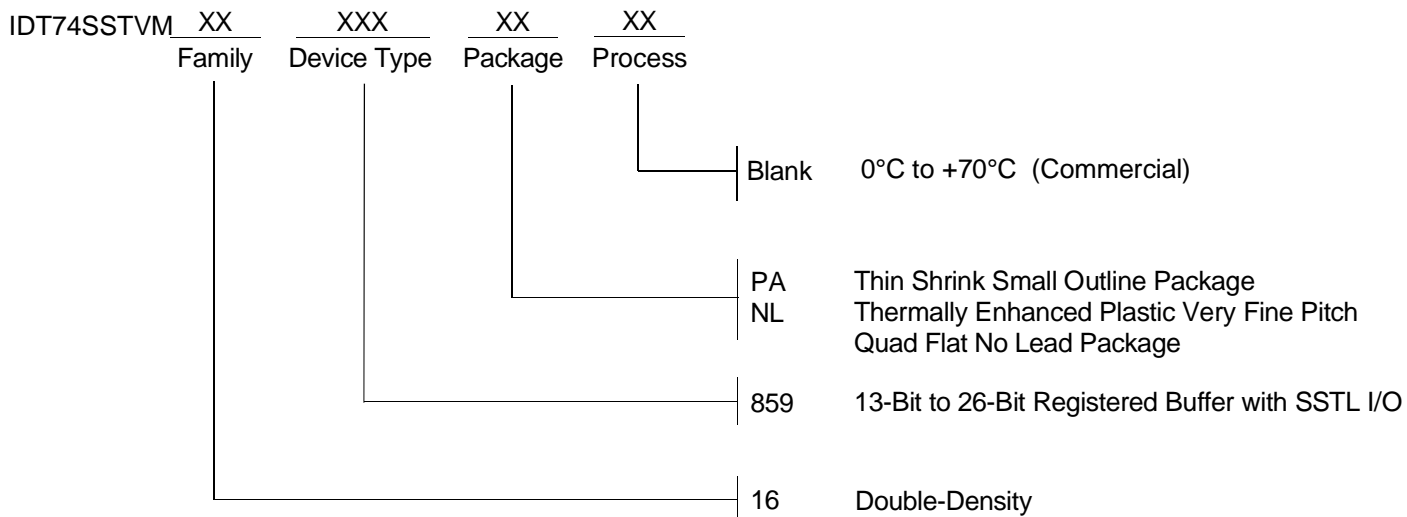 IDT74SSTVM XX XXX XX XX
Family Device Type Package Process
Blank 0°C to +70°C (Commercial)
PA Thin Shrink Small Outline Package
NL Thermally Enhanced Plastic Very Fine Pitch
Quad Flat No Lead Package
859 13-Bit to 26-Bit Registered Buffer with SSTL I/O
16 Double-Density